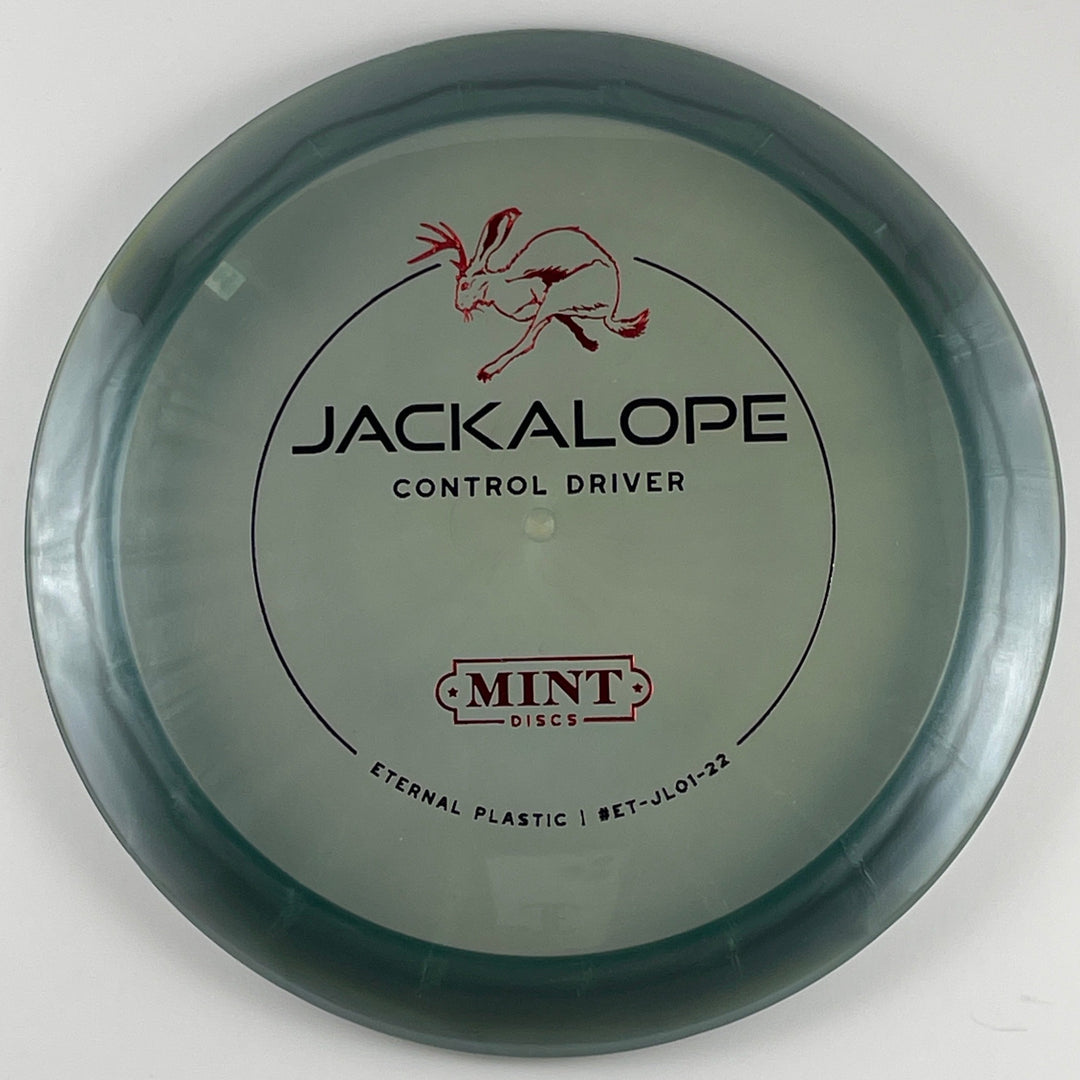 JACKALOPE
CONTROL DRIVER
MINT
DISCS
ETERNAL PLASTIC | #ET-JL01-22